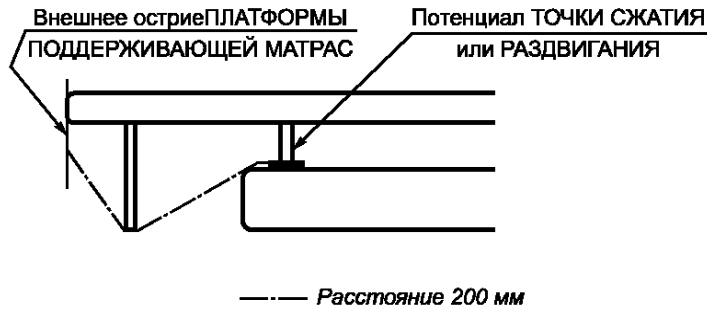 Внешнее остриеПЛАТФОРМЫ
ПОДДЕРЖИВАЮЩЕЙ МАТРАС
Потенциал ТОЧКИ СЖАТИЯ
или РАЗДВИГАНИЯ
Расстояние 200 мм